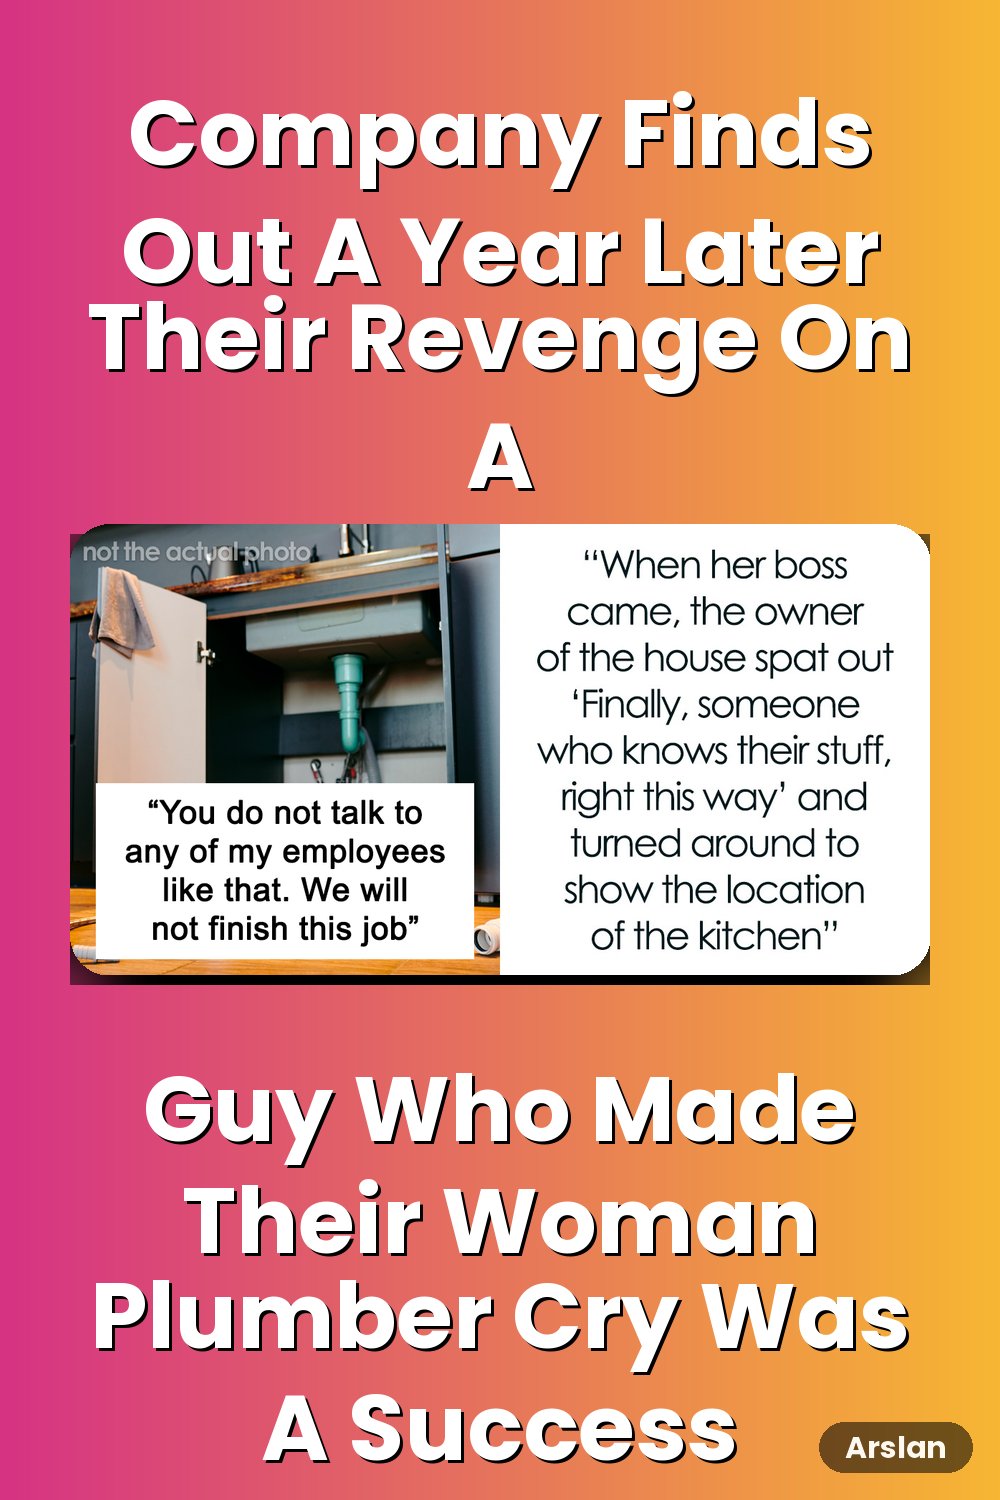 Company Finds
Out A Year Later
Their Revenge On
A
not the actual photo
“You do not talk to
any of my employees
like that. We will
not finish this job”
“When her boss
came, the owner
of the house spat out
‘Finally, someone
who knows their stuff,
right this way’ and
turned around to
show the location
of the kitchen”
Guy Who Made
Their Woman
Plumber Cry Was
A Success
Arslan